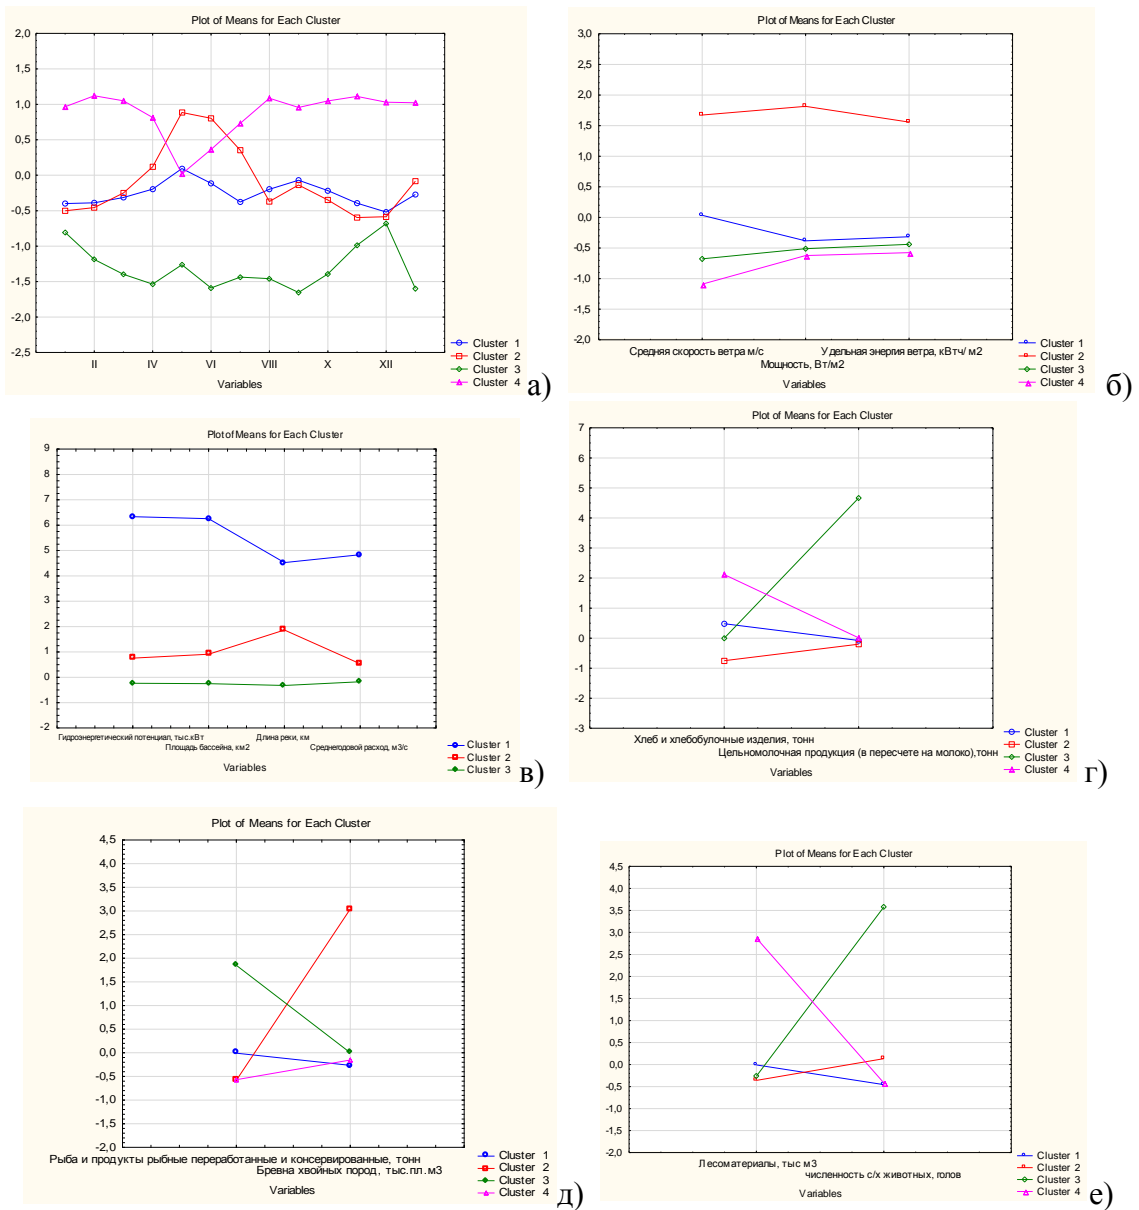 Plot of Means for Each Cluster
2,0
1,5
1,0
0,5
0,0
-0,5
-1,0
-1,5
-2,0
-2,5
II IV VI VIII X XII
Variables
Cluster 1
Cluster 2
Cluster 3
Cluster 4
а)
Plot of Means for Each Cluster
3,0
2,5
2,0
1,5
1,0
0,5
0,0
-0,5
-1,0
-1,5
-2,0
Средняя скорость ветра м/с
Удельная энергия ветра, кВтч/ м2
Мощность, Вт/м2
Variables
Cluster 1
Cluster 2
Cluster 3
Cluster 4
б)
Plot of Means for Each Cluster
9
8
7
6
5
4
3
2
1
0
-1
-2
Гидроэнергетический потенциал, тыс.кВт
Длина реки, км
Площадь бассейна, км2
Среднегодовой расход, м3/с
Variables
Cluster 1
Cluster 2
Cluster 3
в)
Plot of Means for Each Cluster
7
6
5
4
3
2
1
0
-1
-2
-3
Хлеб и хлебобулочные изделия, тонн
Цельномолочная продукция (в пересчете на молоко),тонн
Variables
Cluster 1
Cluster 2
Cluster 3
Cluster 4
г)
Plot of Means for Each Cluster
4,5
4,0
3,5
3,0
2,5
2,0
1,5
1,0
0,5
0,0
-0,5
-1,0
-1,5
-2,0
Рыба и продукты рыбные переработанные и консервированные, тонн
Бревна хвойных пород, тыс.пл.м3
Variables
Cluster 1
Cluster 2
Cluster 3
Cluster 4
д)
Plot of Means for Each Cluster
4,5
4,0
3,5
3,0
2,5
2,0
1,5
1,0
0,5
0,0
-0,5
-1,0
-1,5
-2,0
Лесоматериалы, тыс м3
численность с/х животных, голов
Variables
Cluster 1
Cluster 2
Cluster 3
Cluster 4
е)